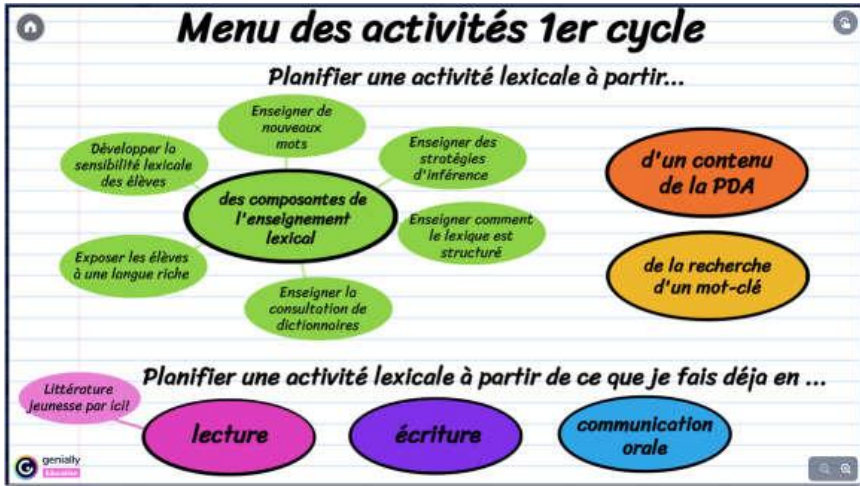 Menu des activités 1er cycle
Planifier une activité lexicale à partir...
Enseigner de
nouveaux
mots
Développer la
sensibilité lexicale
des élèves
Enseigner des
stratégies
d'inférence
des composantes de
l'enseignement
lexical
Enseigner comment
le lexique est
structuré
Exposer les élèves
à une langue riche
Enseigner la
consultation de
dictionnaires
d'un contenu
de la PDA
de la recherche
d'un mot-clé
Planifier une activité lexicale à partir de ce que je fais déja en ...
Littérature
jeunesse par ici!
lecture
écriture
communication
orale
genially
Education